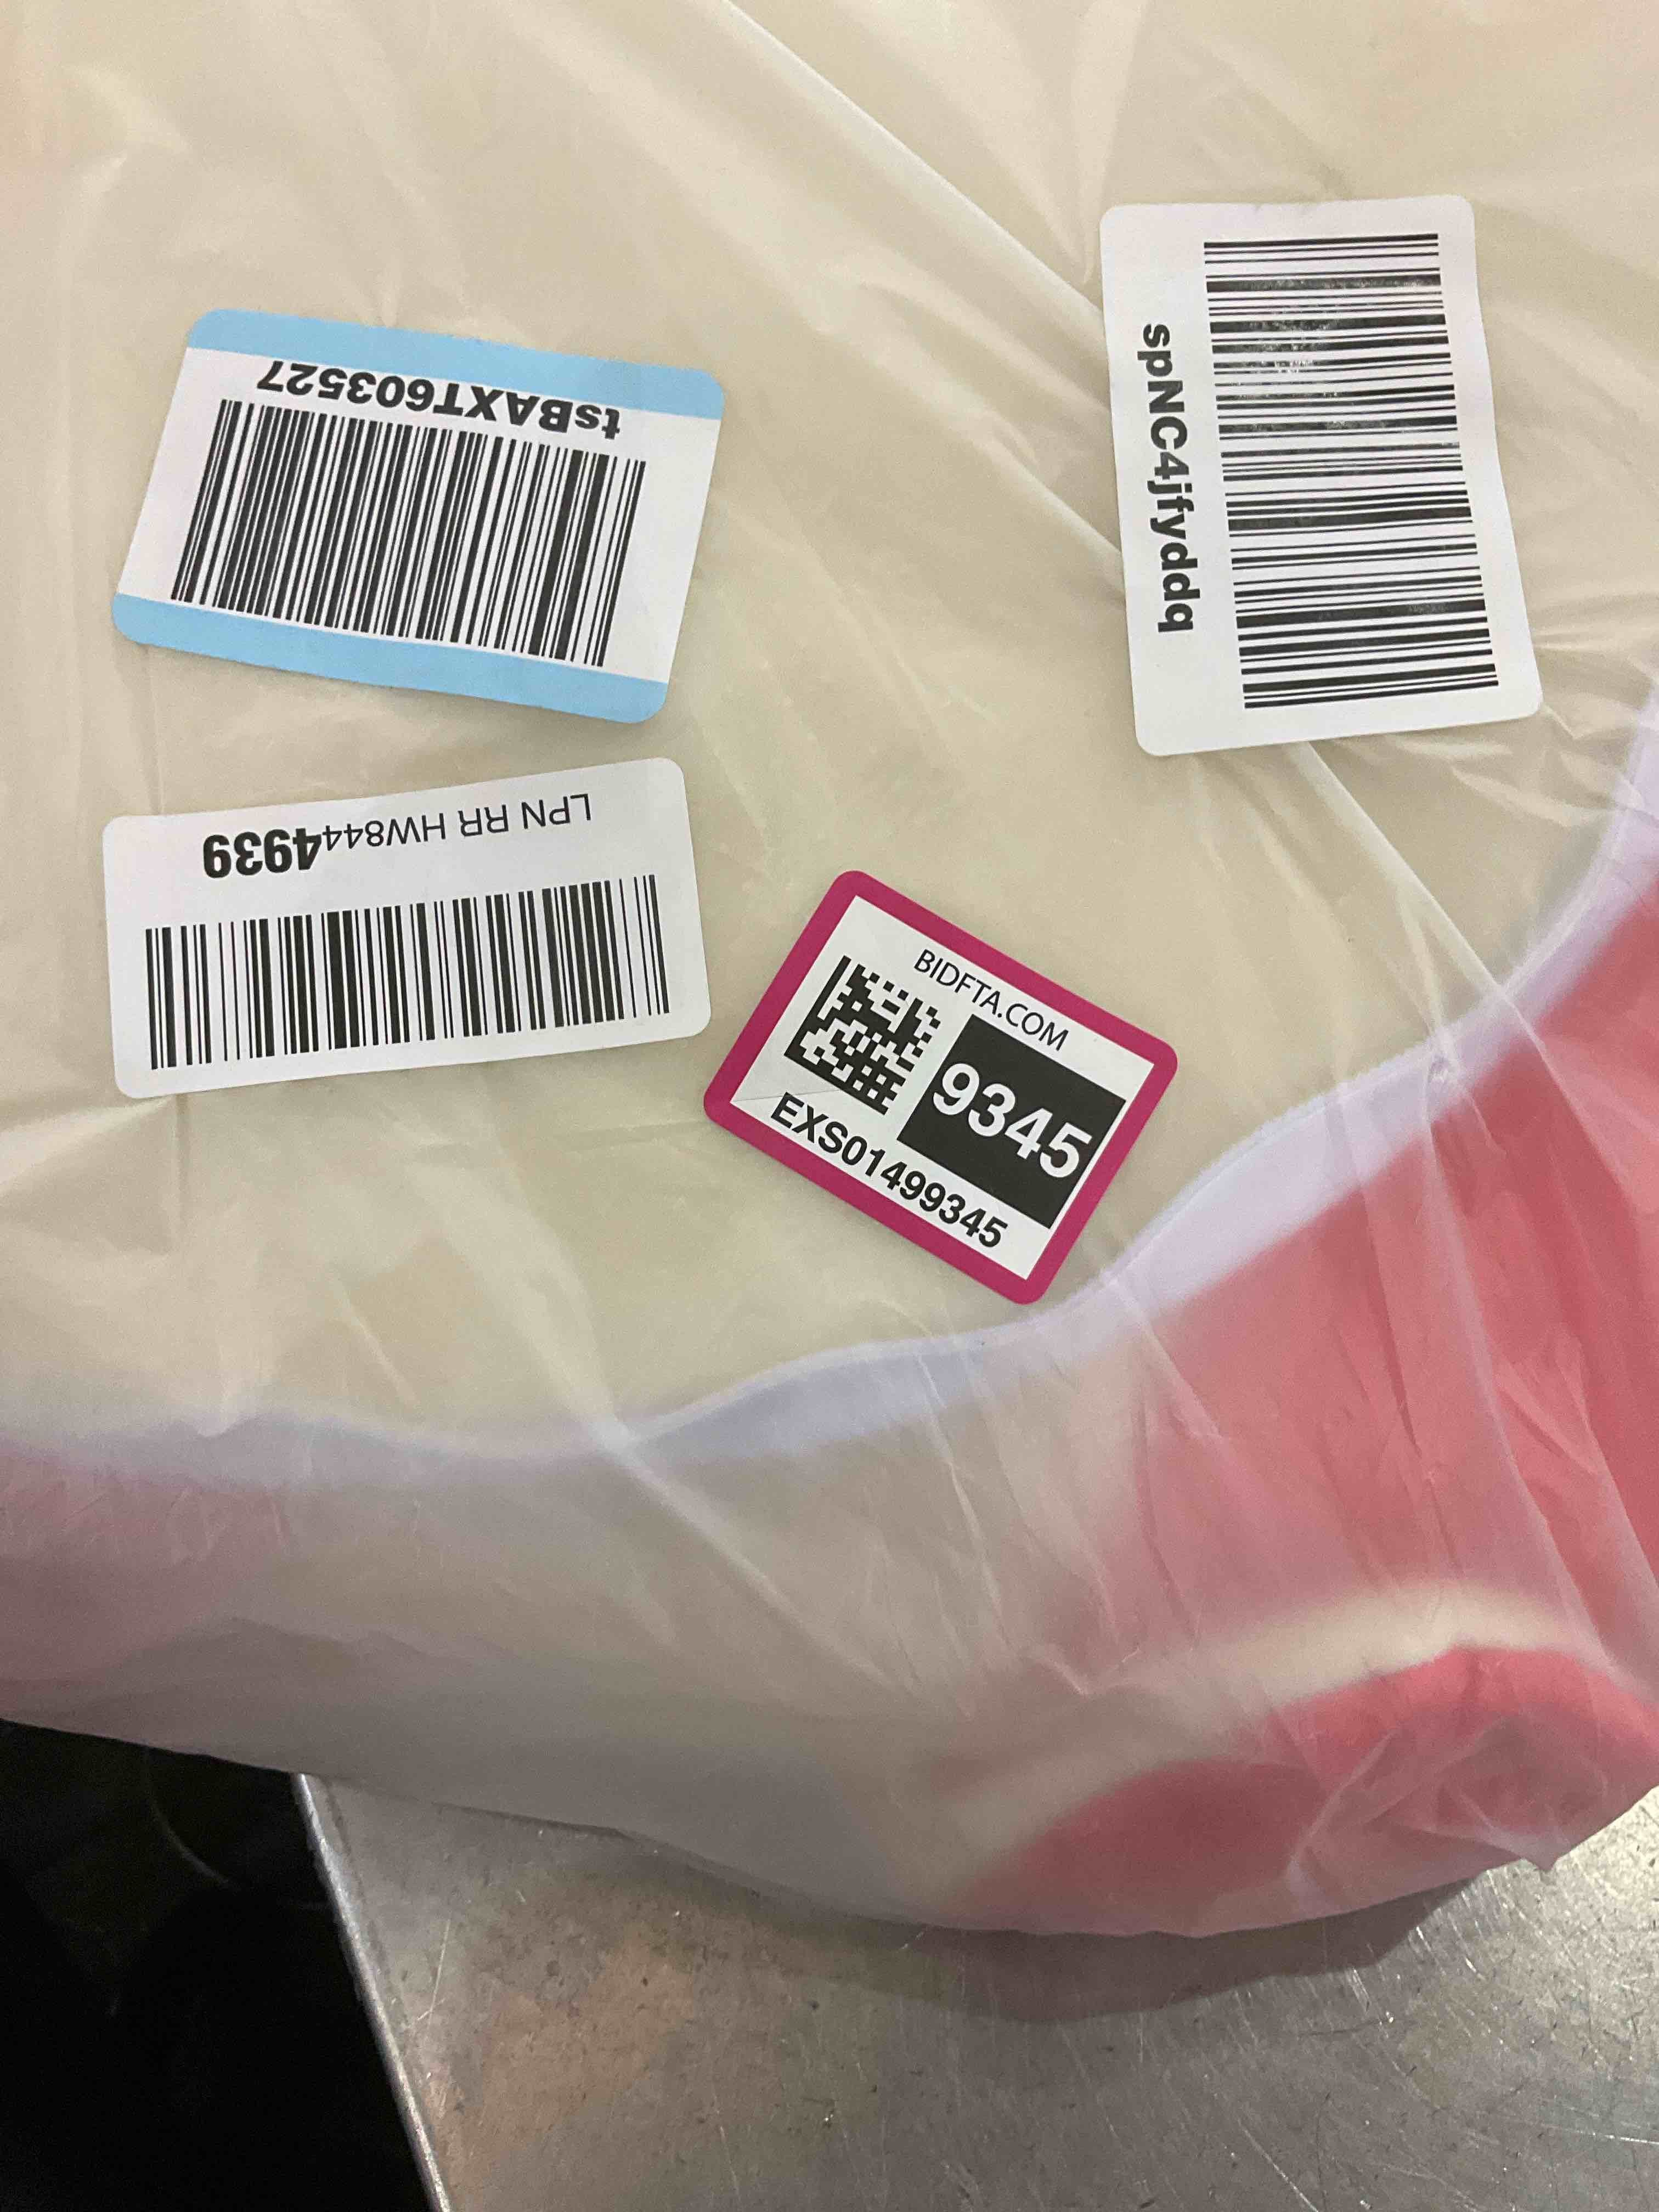 tsBAXT603527
spNC4jfyddq
LPN RR HW8444939
BIDFTA.COM
9345
EXS01499345